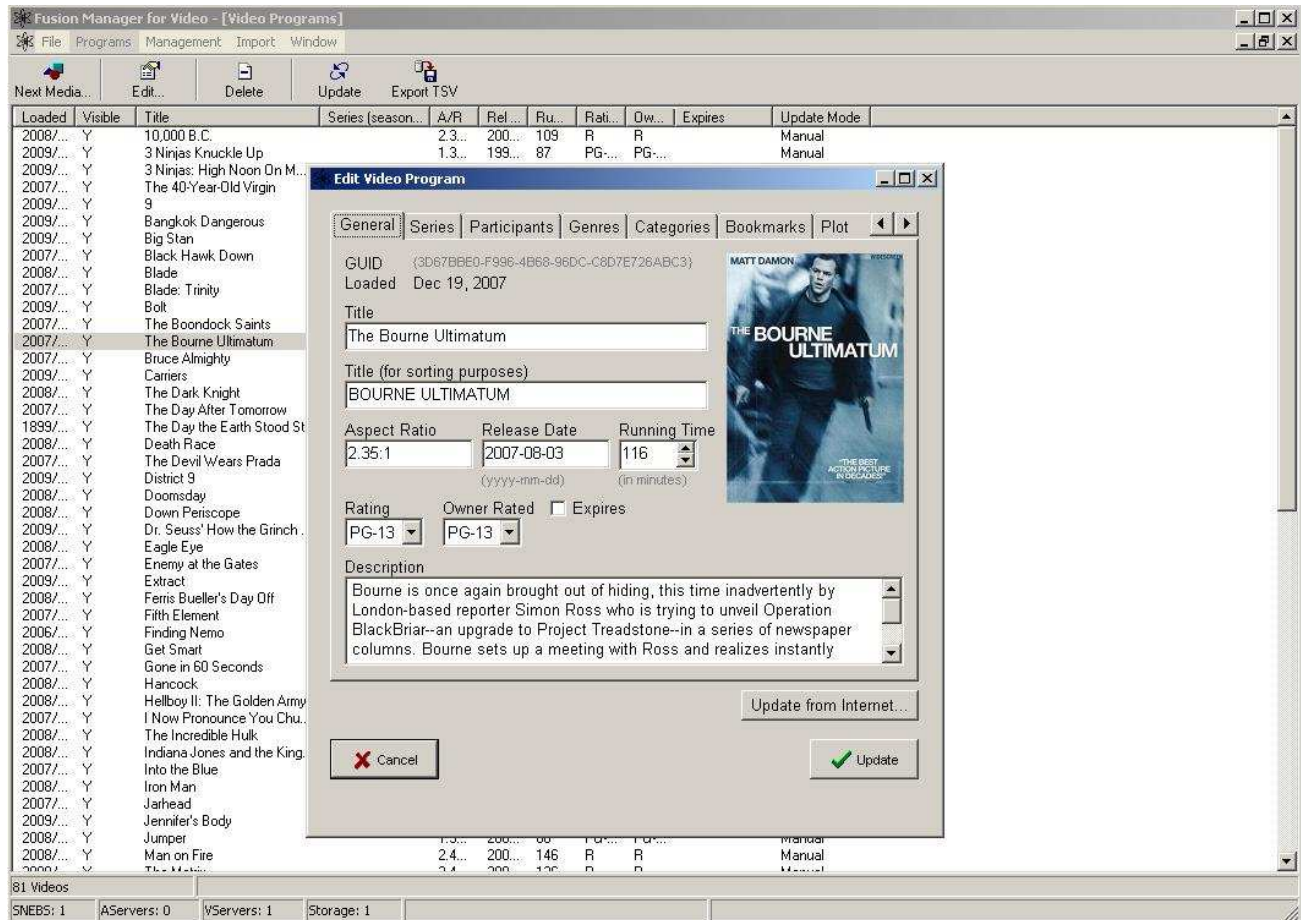 Fusion Manager for Video - [Video Programs]
File Programs Management Import Window
Next Media... Edit... Delete Update Export TSV
Loaded Visible Title Series (season... A/R Rel... Ru... Rati... Ow... Expires Update Mode
2008/... Y 10,000 B.C. 2.3... 200... 109 R R Manual
2009/... Y 3 Ninjas Knuckle Up 1.3... 199... 87 PG-... PG-... Manual
2009/... Y 3 Ninjas: High Noon On M...
2007/... Y The 40-Year-Old Virgin
2009/... Y 9
2009/... Y Bangkok Dangerous
2009/... Y Big Stan
2007/... Y Black Hawk Down
2008/... Y Blade
2007/... Y Blade: Trinity
2009/... Y Bolt
2007/... Y The Boondock Saints
2007/... Y The Bourne Ultimatum
2007/... Y Bruce Almighty
2009/... Y Carriers
2008/... Y The Dark Knight
2007/... Y The Day After Tomorrow
1899/... Y The Day the Earth Stood St
2008/... Y Death Race
2007/... Y The Devil Wears Prada
2009/... Y District 9
2008/... Y Doomsday
2008/... Y Down Periscope
2009/... Y Dr. Seuss' How the Grinch .
2008/... Y Eagle Eye
2007/... Y Enemy at the Gates
2009/... Y Extract
2008/... Y Ferris Bueller's Day Off
2007/... Y Fifth Element
2006/... Y Finding Nemo
2008/... Y Get Smart
2007/... Y Gone in 60 Seconds
2008/... Y Hancock
2008/... Y Hellboy II: The Golden Army
2007/... Y I Now Pronounce You Chu..
2008/... Y The Incredible Hulk
2008/... Y Indiana Jones and the King.
2007/... Y Into the Blue
2008/... Y Iron Man
2007/... Y Jarhead
2009/... Y Jennifer's Body
2008/... Y Jumper Manual
2008/... Y Man on Fire 2.4... 200... 146 R R Manual
The Matrix
81 Videos
SNEBS: 1 AServers: 0 VServers: 1 Storage: 1
Edit Video Program
General Series Participants Genres Categories Bookmarks Plot
GUID {3D67BBE0-F996-4B68-96DC-C8D7E726ABC3}
Loaded Dec 19, 2007
Title
The Bourne Ultimatum
Title (for sorting purposes)
BOURNE ULTIMATUM
Aspect Ratio Release Date Running Time
2.35:1 2007-08-03 116
(yyyy-mm-dd) (in minutes)
Rating Owner Rated Expires
PG-13 PG-13
Description
Bourne is once again brought out of hiding, this time inadvertently by
London-based reporter Simon Ross who is trying to unveil Operation
BlackBriar--an upgrade to Project Treadstone--in a series of newspaper
columns. Bourne sets up a meeting with Ross and realizes instantly
MATT DAMON
WIDESCREEN
THE BOURNE
ULTIMATUM
"THE BEST
ACTION PICTURE
IN DECADES"
Update from Internet...
Cancel
Update